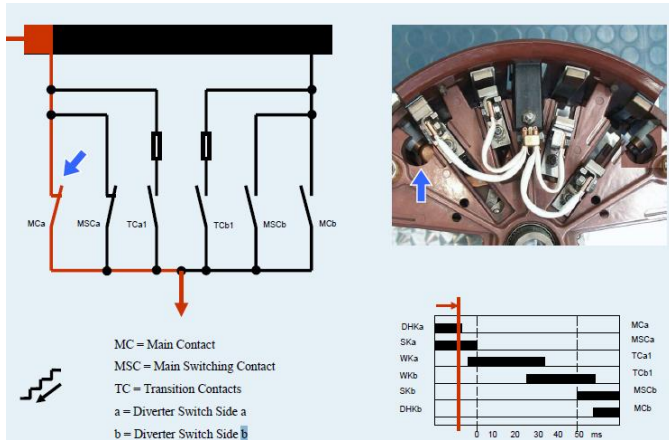 MCa MSCa TCa1 TCb1 MSCb MCb
MC = Main Contact
MSC = Main Switching Contact
TC = Transition Contacts
a = Diverter Switch Side a
b = Diverter Switch Side b
DHKa MCa
SKa MSCa
WKa TCa1
WKb TCb1
SKb MSCb
DHKb MCb
0 10 20 30 40 50 ms